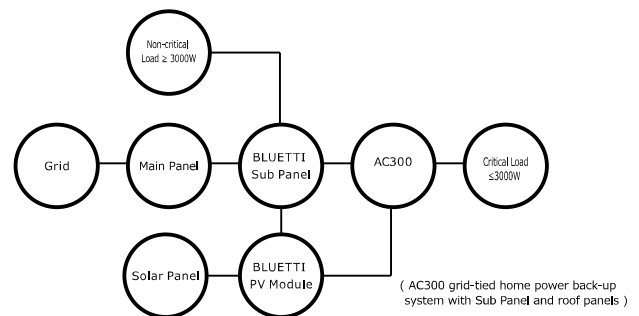 Non-critical
Load ≥ 3000W
Grid
Main Panel
BLUETTI
Sub Panel
AC300
Critical Load
≤3000W
Solar Panel
BLUETTI
PV Module
( AC300 grid-tied home power back-up
system with Sub Panel and roof panels )